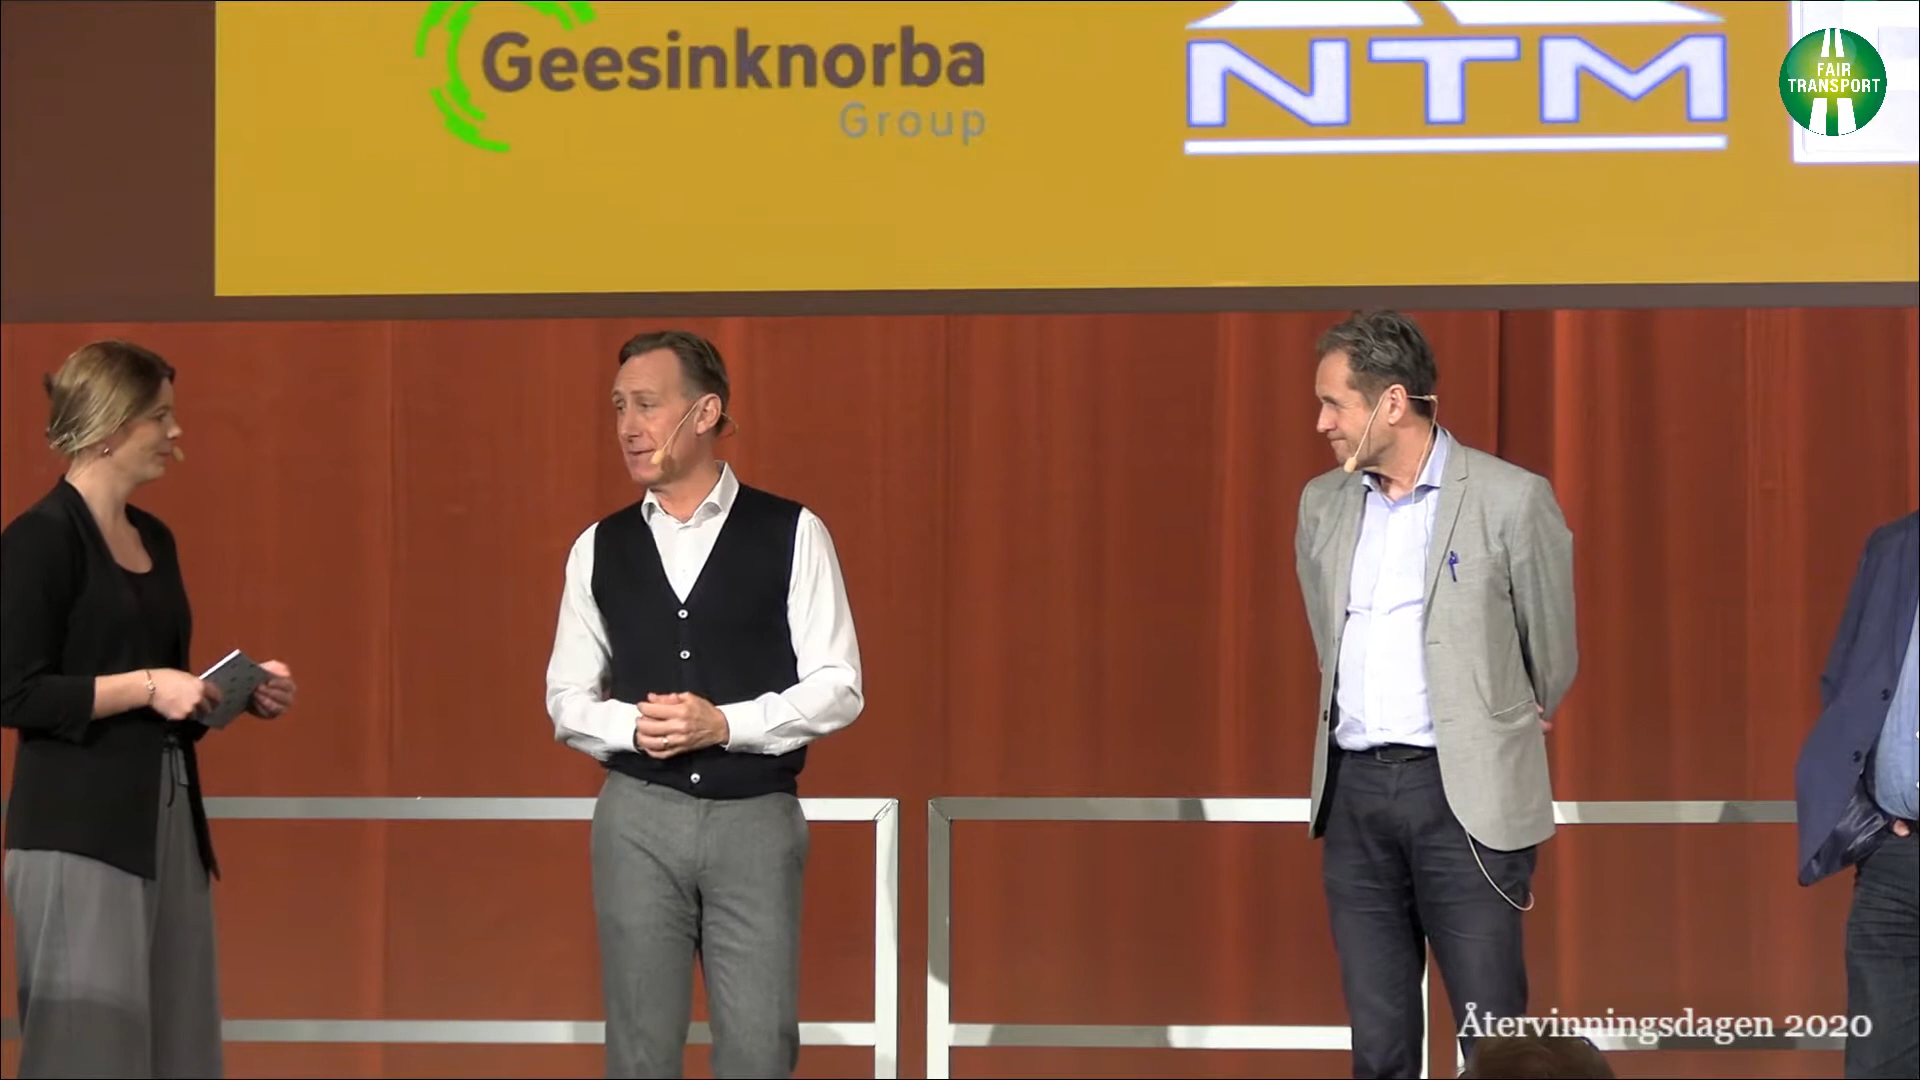 Geesinknorba
Group
NTM
FAIR
TRANSPORT
Återvinningsdagen 2020